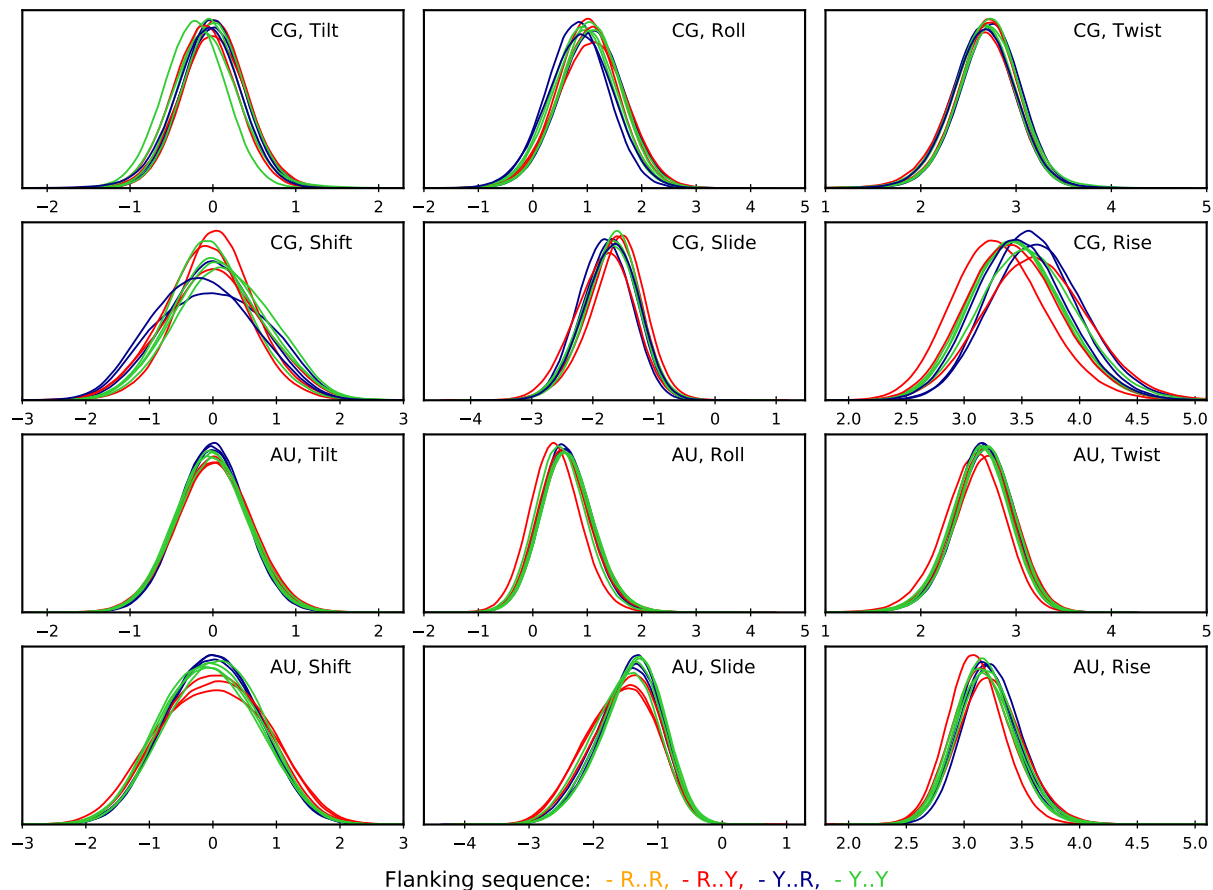 CG, Tilt
CG, Roll
CG, Twist
−2 −1 0 1 2
−2 −1 0 1 2 3 4 5
1 2 3 4 5
CG, Shift
CG, Slide
CG, Rise
−3 −2 −1 0 1 2 3
−4 −3 −2 −1 0 1
2.0 2.5 3.0 3.5 4.0 4.5 5.0
AU, Tilt
AU, Roll
AU, Twist
−2 −1 0 1 2
−2 −1 0 1 2 3 4 5
1 2 3 4 5
AU, Shift
AU, Slide
AU, Rise
−3 −2 −1 0 1 2 3
−4 −3 −2 −1 0 1
2.0 2.5 3.0 3.5 4.0 4.5 5.0
Flanking sequence: - R..R, - R..Y, - Y..R, - Y..Y